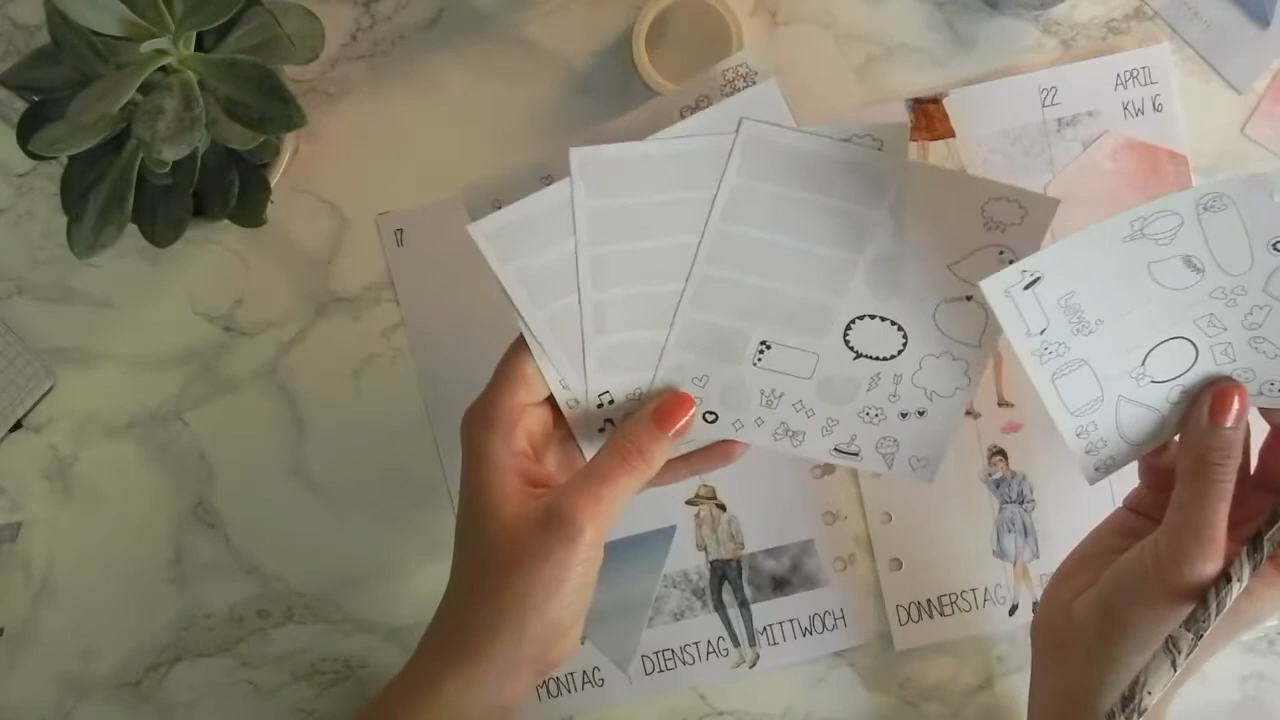 APRIL
22
KW 16
17
Love
DONNERSTAG
MITTWOCH
DIENSTAG
MONTAG